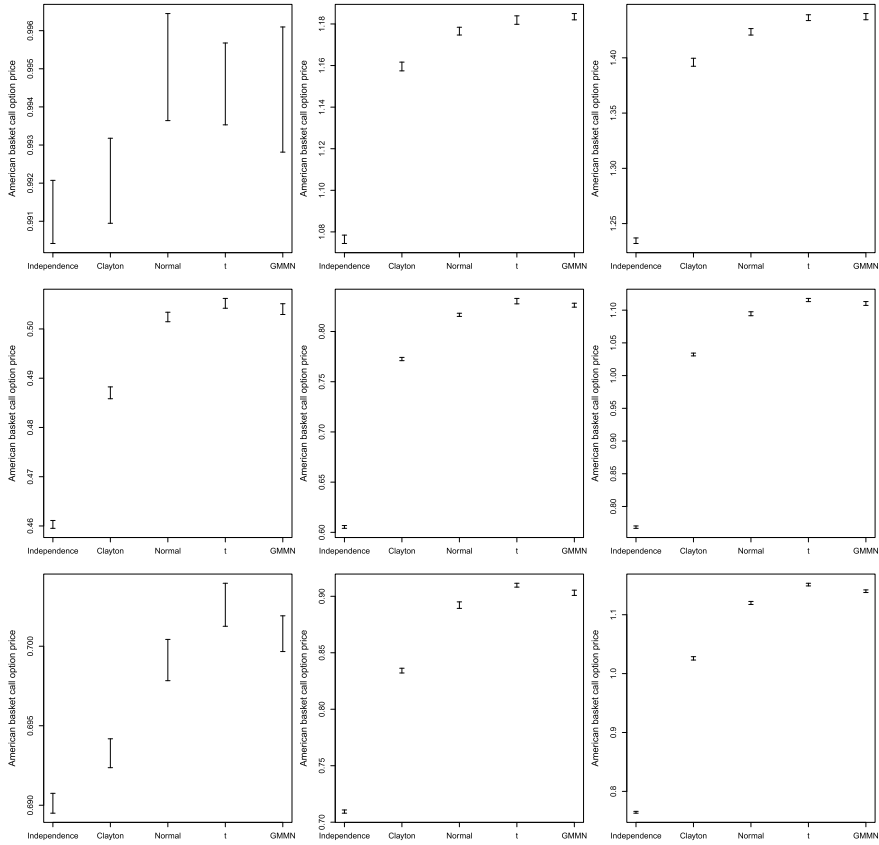 American basket call option price
0.996
0.995
0.994
0.993
0.992
0.991
Independence Clayton Normal t GMMN
American basket call option price
1.18
1.16
1.14
1.12
1.10
1.08
Independence Clayton Normal t GMMN
American basket call option price
1.40
1.35
1.30
1.25
Independence Clayton Normal t GMMN
American basket call option price
0.50
0.49
0.48
0.47
0.46
Independence Clayton Normal t GMMN
American basket call option price
0.80
0.75
0.70
0.65
0.60
Independence Clayton Normal t GMMN
American basket call option price
1.10
1.05
1.00
0.95
0.90
0.85
0.80
Independence Clayton Normal t GMMN
American basket call option price
0.700
0.695
0.690
Independence Clayton Normal t GMMN
American basket call option price
0.90
0.85
0.80
0.75
0.70
Independence Clayton Normal t GMMN
American basket call option price
1.1
1.0
0.9
0.8
Independence Clayton Normal t GMMN